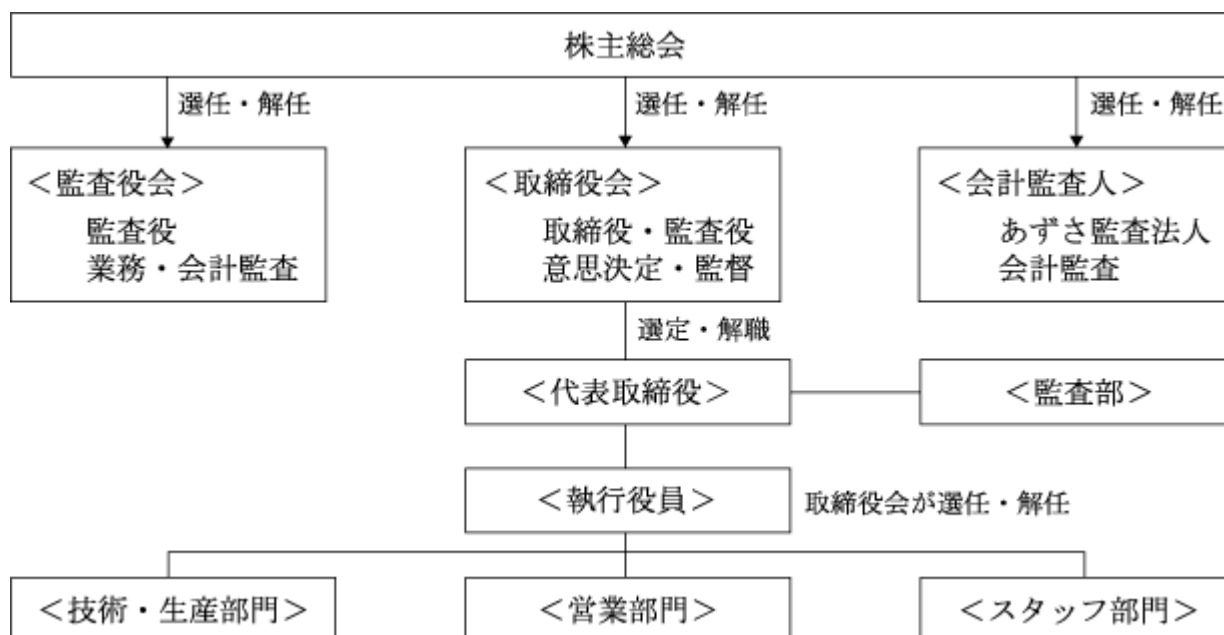 株主総会
選任・解任
選任・解任
選任・解任
＜監査役会＞
監査役
業務・会計監査
＜取締役会＞
取締役・監査役
意思決定・監督
＜会計監査人＞
あずさ監査法人
会計監査
選定・解職
＜代表取締役＞
＜監査部＞
＜執行役員＞
取締役会が選任・解任
＜技術・生産部門＞
＜営業部門＞
＜スタッフ部門＞